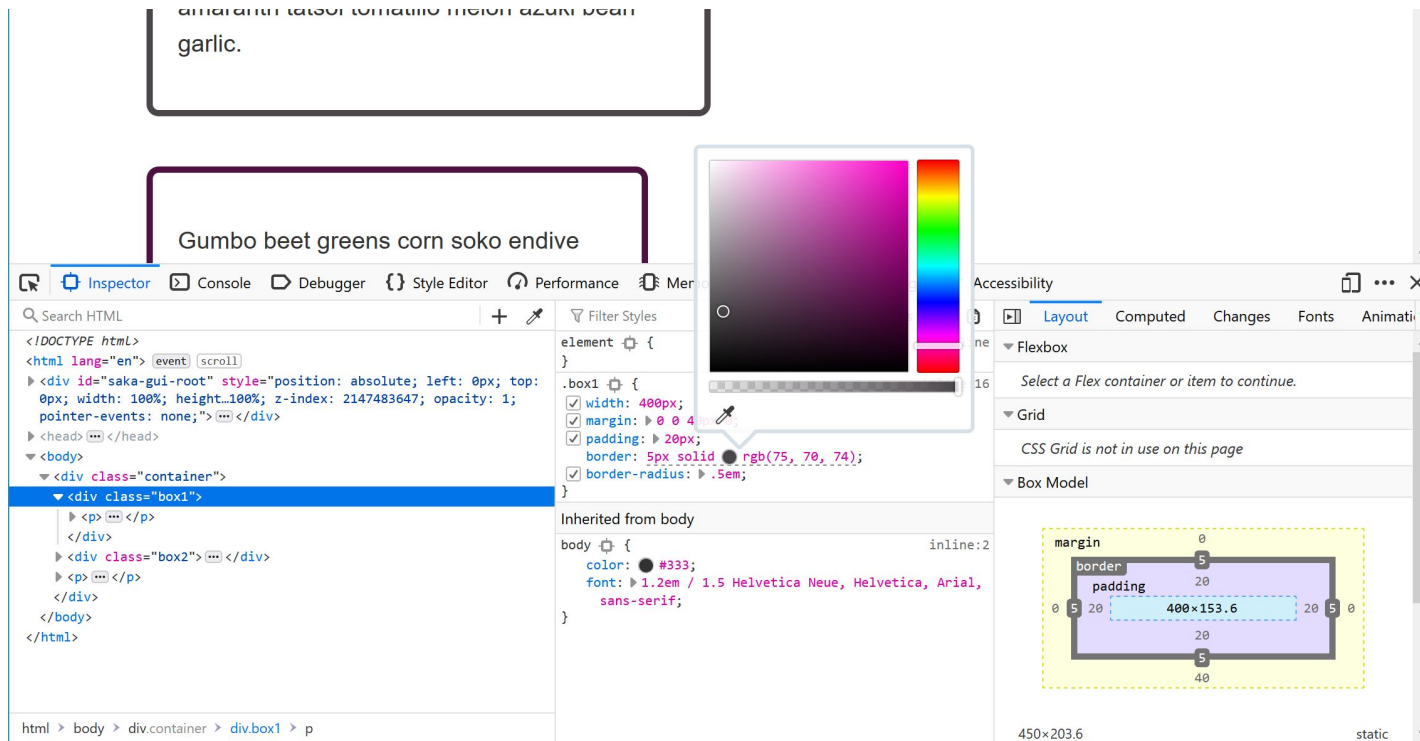 amaranth tatsoi tomatillo melon azuki bean
garlic.
Gumbo beet greens corn soko endive
Inspector Console Debugger Style Editor Performance Accessibility
Search HTML
<!DOCTYPE html>
<html lang="en"> event scroll
<div id="saka-gui-root" style="position: absolute; left: 0px; top:
0px; width: 100%; height…100%; z-index: 2147483647; opacity: 1;
pointer-events: none;"> ••• </div>
<head> ••• </head>
<body>
<div class="container">
<div class="box1">
<p> ••• </p>
</div>
<div class="box2"> ••• </div>
<p> ••• </p>
</div>
</body>
</html>
html > body > div.container > div.box1 > p
Filter Styles
element {
}
.box1 { 16
width: 400px;
margin: 0 0 4
padding: 20px;
border: 5px solid rgb(75, 70, 74);
border-radius: .5em;
}
Inherited from body
body { inline:2
color: #333;
font: 1.2em / 1.5 Helvetica Neue, Helvetica, Arial,
sans-serif;
}
Layout Computed Changes Fonts
Flexbox
Select a Flex container or item to continue.
Grid
CSS Grid is not in use on this page
Box Model
margin 0
border 5
padding 20
0 5 20 400×153.6 20 5 0
20
5
40
450×203.6 static